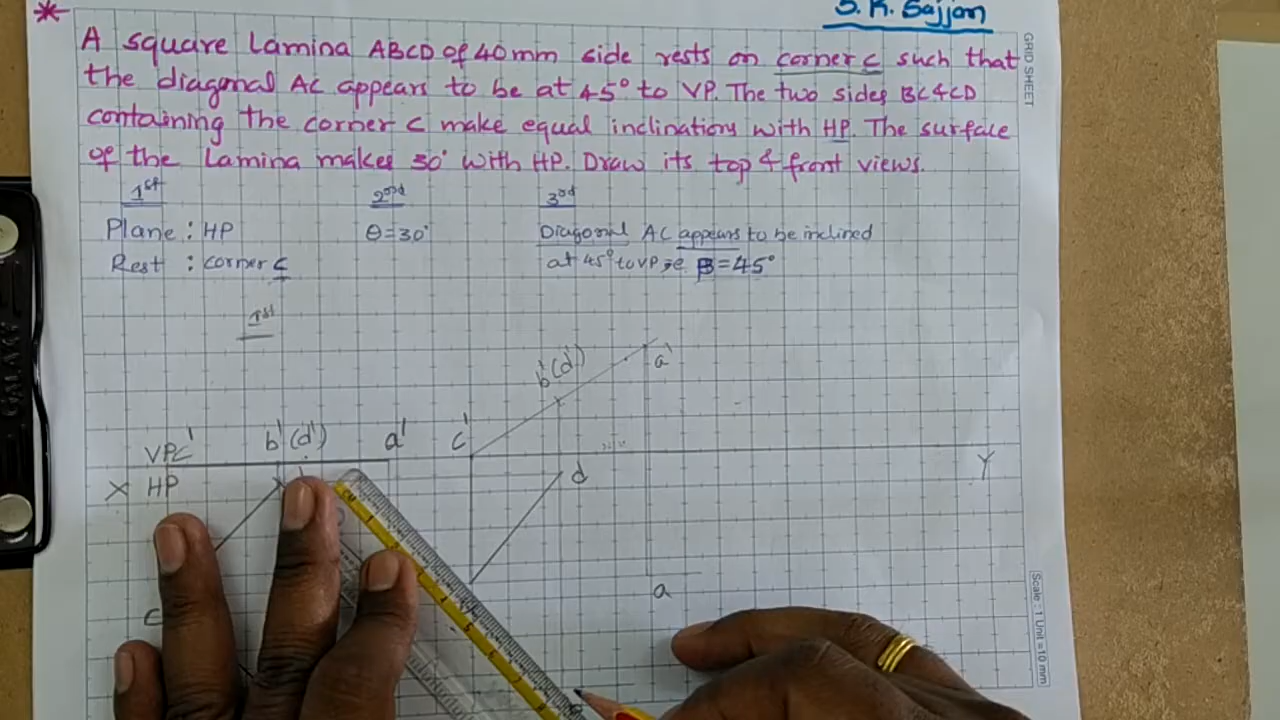 S. R. Sajjan
GRID SHEET
A square Lamina ABCD of 40mm side rests on corner C such that
the diagonal AC appears to be at 45° to VP. The two sides BC & CD
containing the corner C make equal inclinations with HP. The surface
of the Lamina makes 30° with HP. Draw its top & front views.
1st 2nd 3rd
Plane : HP θ=30° Diagonal AC appears to be inclined
Rest : corner C at 45° to VP ie β=45°
1st
b'(d') a'
VP c' b'(d') a' c' Y
X HP d
a
c
Scale : 1 Unit = 10 mm